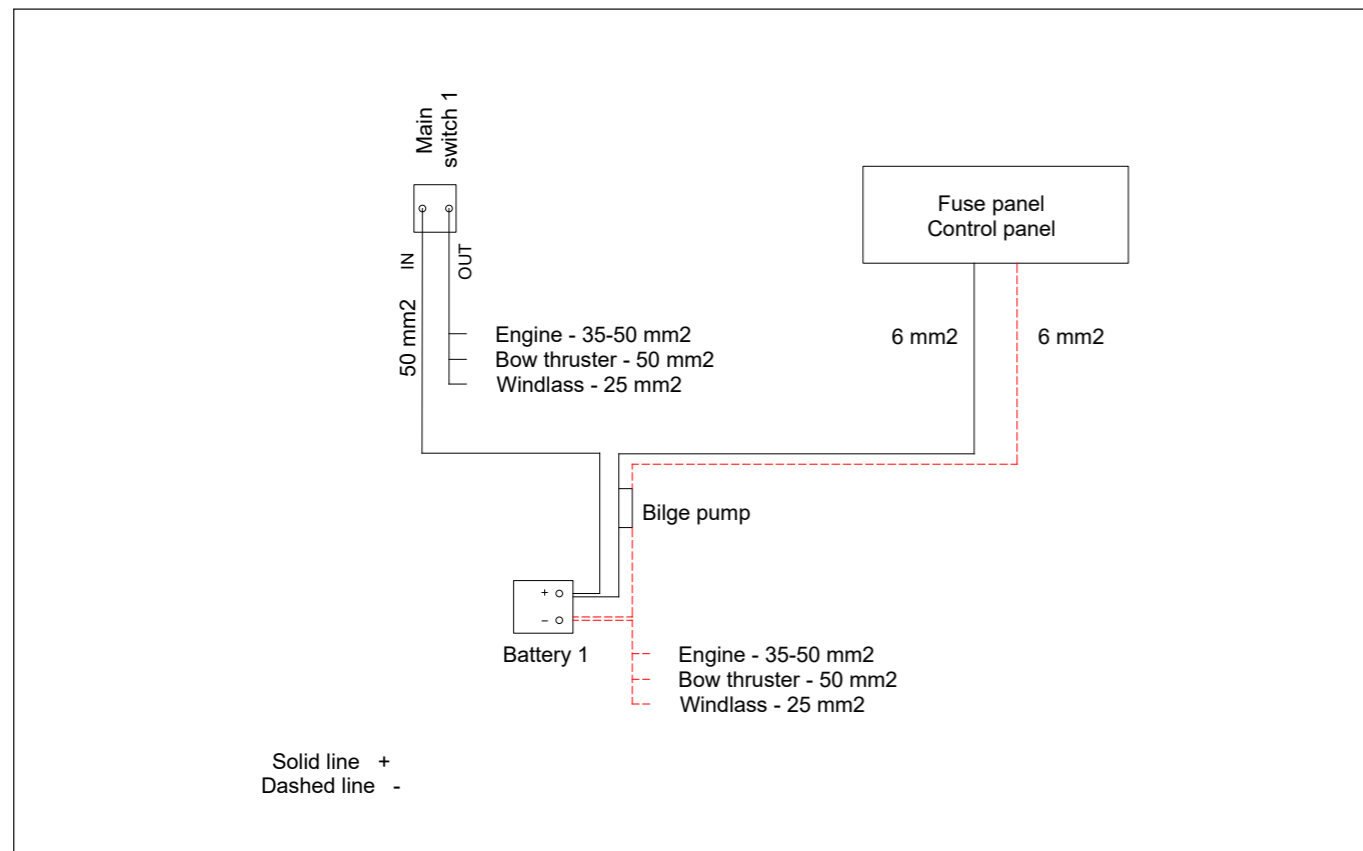 Main
switch 1
IN
OUT
50 mm2
Engine - 35-50 mm2
Bow thruster - 50 mm2
Windlass - 25 mm2
Fuse panel
Control panel
6 mm2
6 mm2
Bilge pump
+
-
Battery 1
Engine - 35-50 mm2
Bow thruster - 50 mm2
Windlass - 25 mm2
Solid line +
Dashed line -